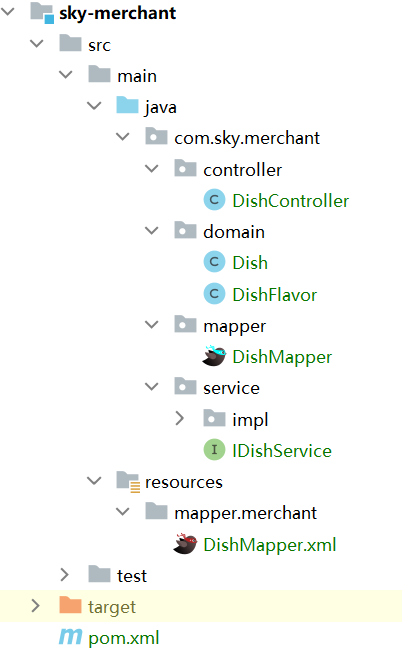 sky-merchant
src
main
java
com.sky.merchant
controller
DishController
domain
Dish
DishFlavor
mapper
DishMapper
service
impl
IDishService
resources
mapper.merchant
DishMapper.xml
test
target
pom.xml